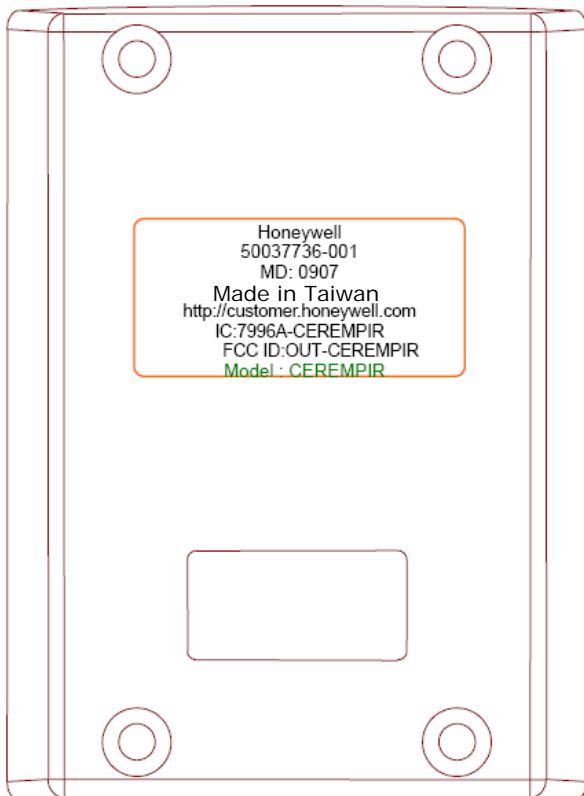 Honeywell
50037736-001
MD: 0907
Made in Taiwan
http://customer.honeywell.com
IC:7996A-CEREMPIR
FCC ID:OUT-CEREMPIR
Model : CEREMPIR